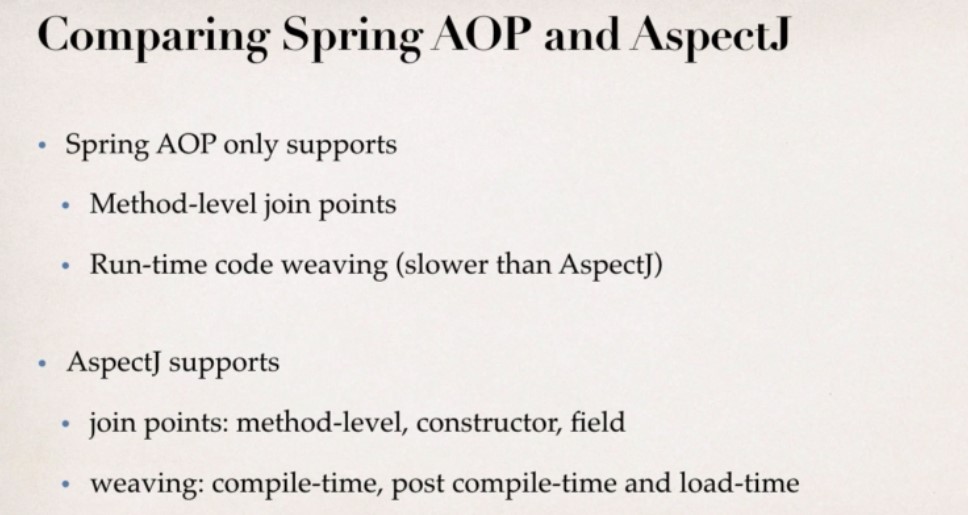 Comparing Spring AOP and AspectJ
• Spring AOP only supports
• Method-level join points
• Run-time code weaving (slower than AspectJ)
• AspectJ supports
• join points: method-level, constructor, field
• weaving: compile-time, post compile-time and load-time